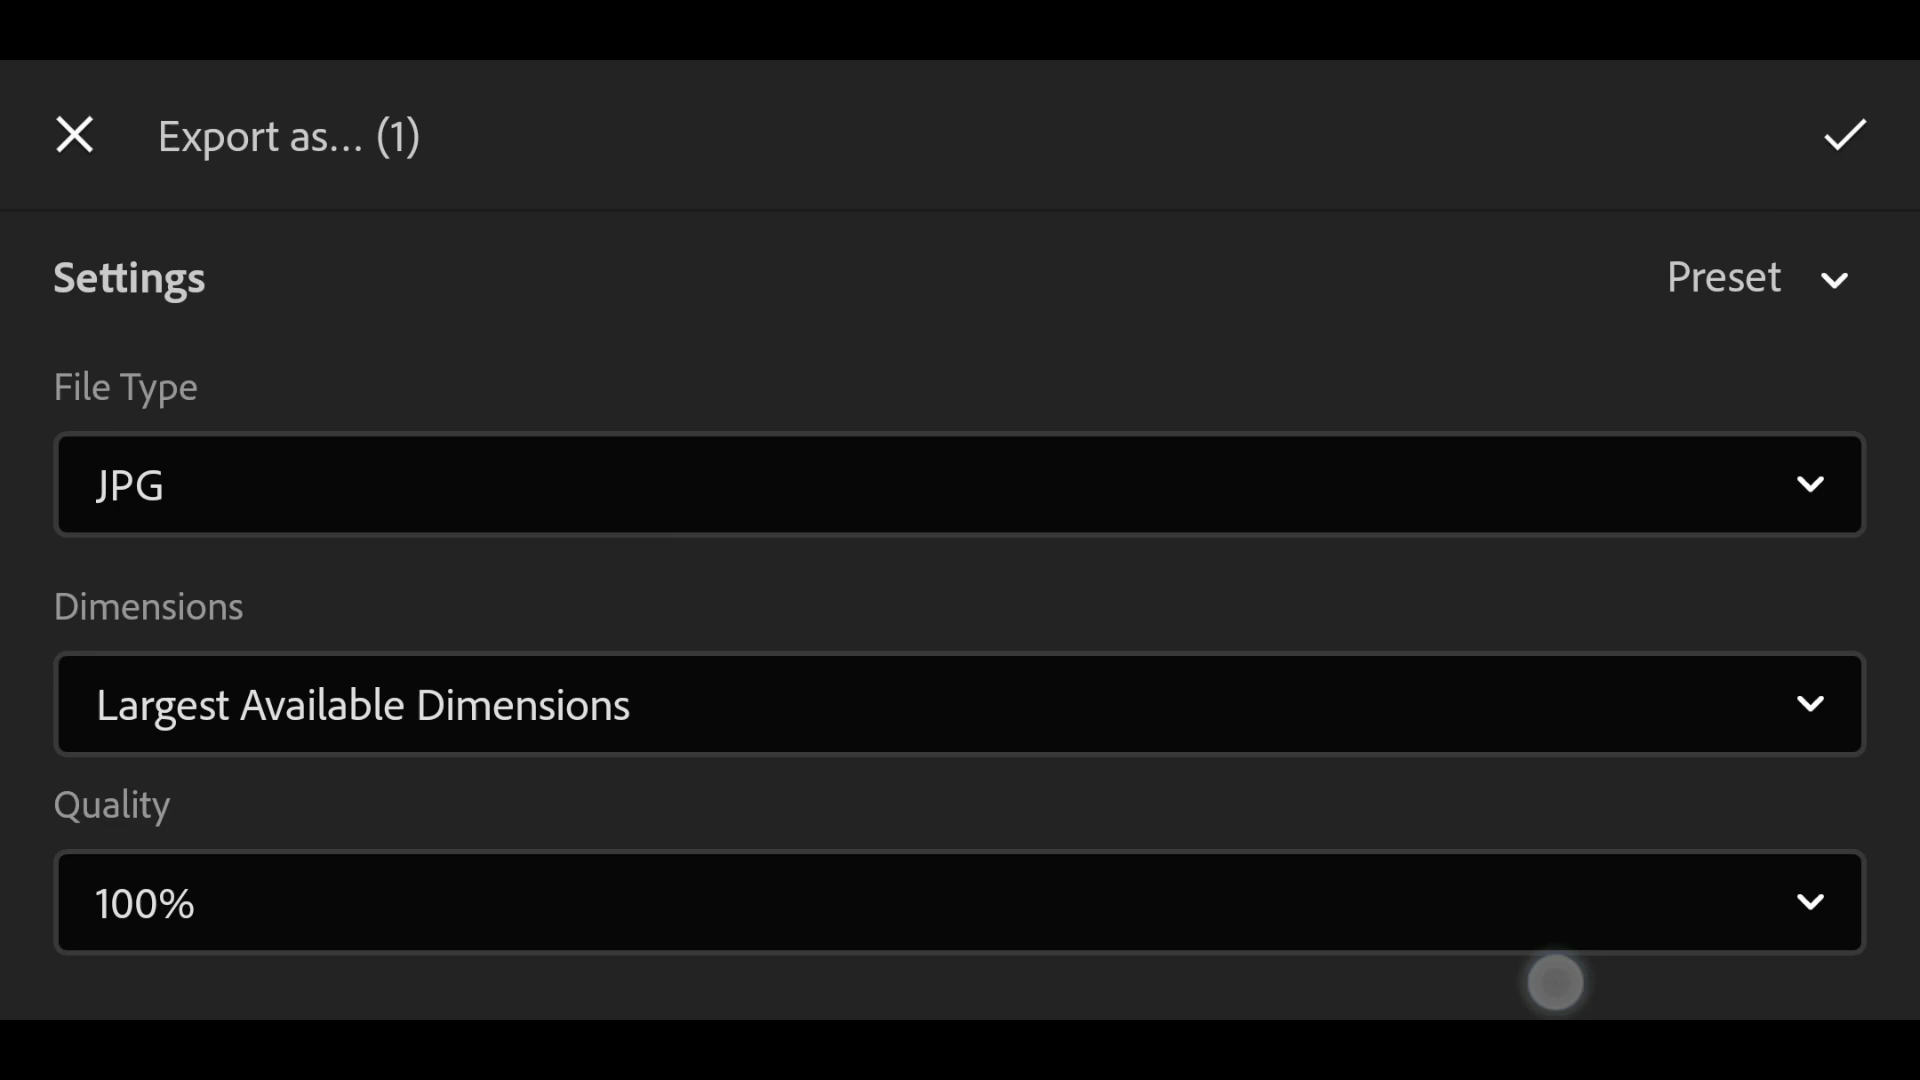 Export as... (1)
Settings
Preset
File Type
JPG
Dimensions
Largest Available Dimensions
Quality
100%